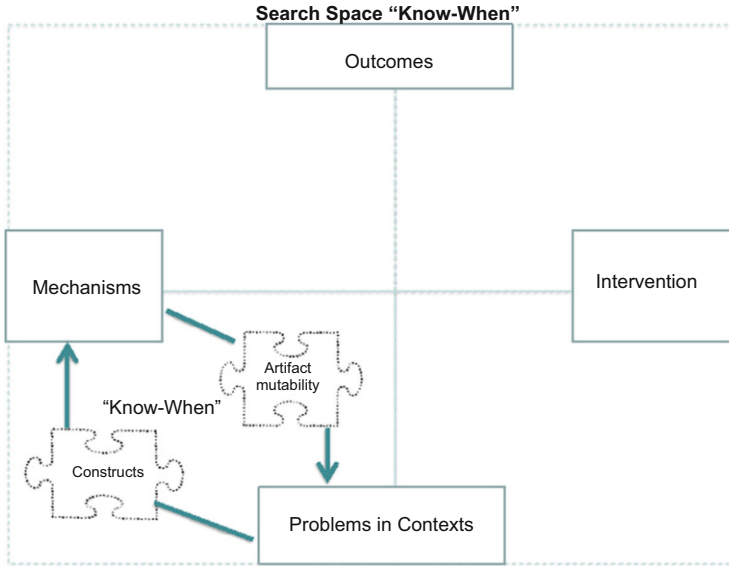 Search Space “Know-When”
Outcomes
Mechanisms
Intervention
Artifact
mutability
“Know-When”
Constructs
Problems in Contexts